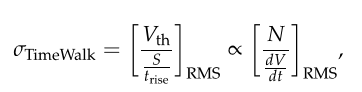 σ_TimeWalk = [V_th / (S / t_rise)]_RMS ∝ [N / (dV / dt)]_RMS,